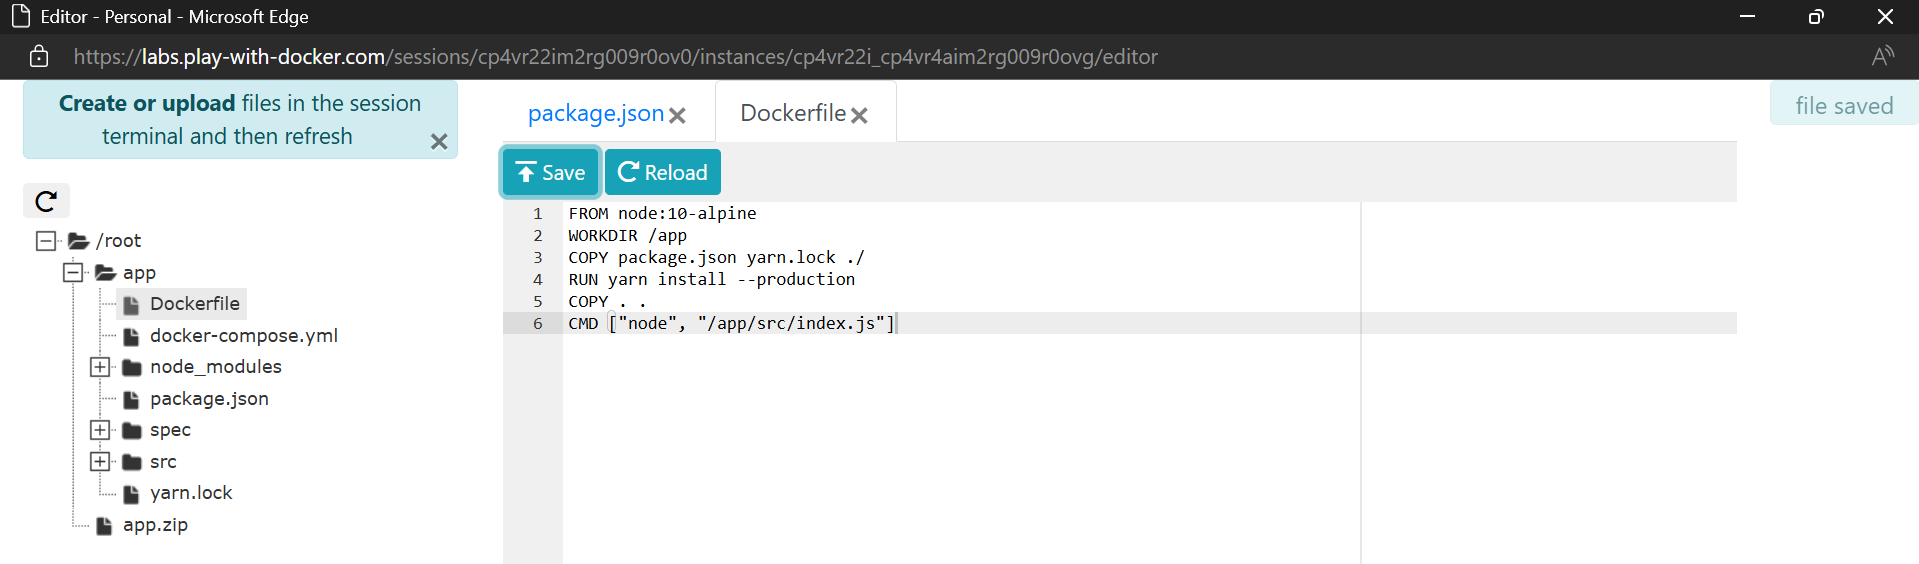 Editor - Personal - Microsoft Edge
https://labs.play-with-docker.com/sessions/cp4vr22im2rg009r0ov0/instances/cp4vr22i_cp4vr4aim2rg009r0ovg/editor
Create or upload files in the session
terminal and then refresh
package.json
Dockerfile
file saved
Save
Reload
/root
app
Dockerfile
docker-compose.yml
node_modules
package.json
spec
src
yarn.lock
app.zip
1 FROM node:10-alpine
2 WORKDIR /app
3 COPY package.json yarn.lock ./
4 RUN yarn install --production
5 COPY . .
6 CMD ["node", "/app/src/index.js"]